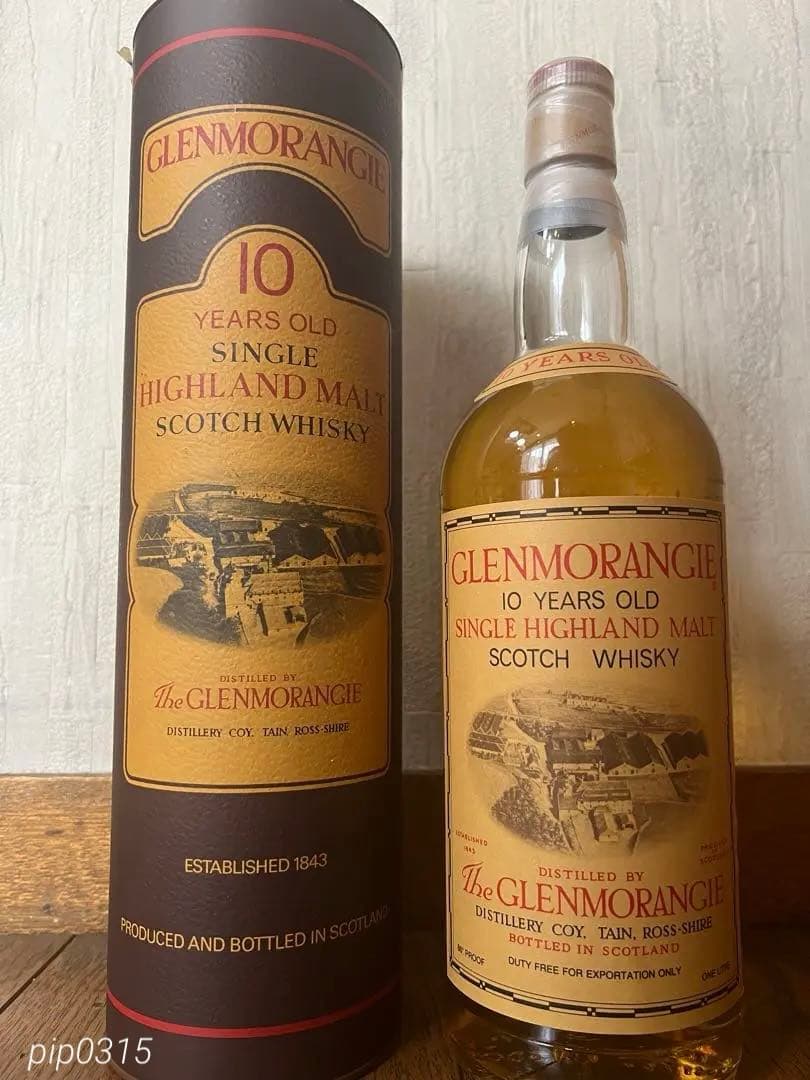 GLENMORANGIE
10
YEARS OLD
SINGLE
HIGHLAND MALT
SCOTCH WHISKY
DISTILLED BY
The GLENMORANGIE
DISTILLERY COY. TAIN, ROSS-SHIRE
ESTABLISHED 1843
PRODUCED AND BOTTLED IN SCOTLAND
YEARS
GLENMORANGIE
10 YEARS OLD
SINGLE HIGHLAND MALT
SCOTCH WHISKY
ESTABLISHED
1843
DISTILLED BY
The GLENMORANGIE
DISTILLERY COY, TAIN, ROSS-SHIRE
BOTTLED IN SCOTLAND
PROOF
DUTY FREE FOR EXPORTATION ONLY
ONE LITRE
pip0315